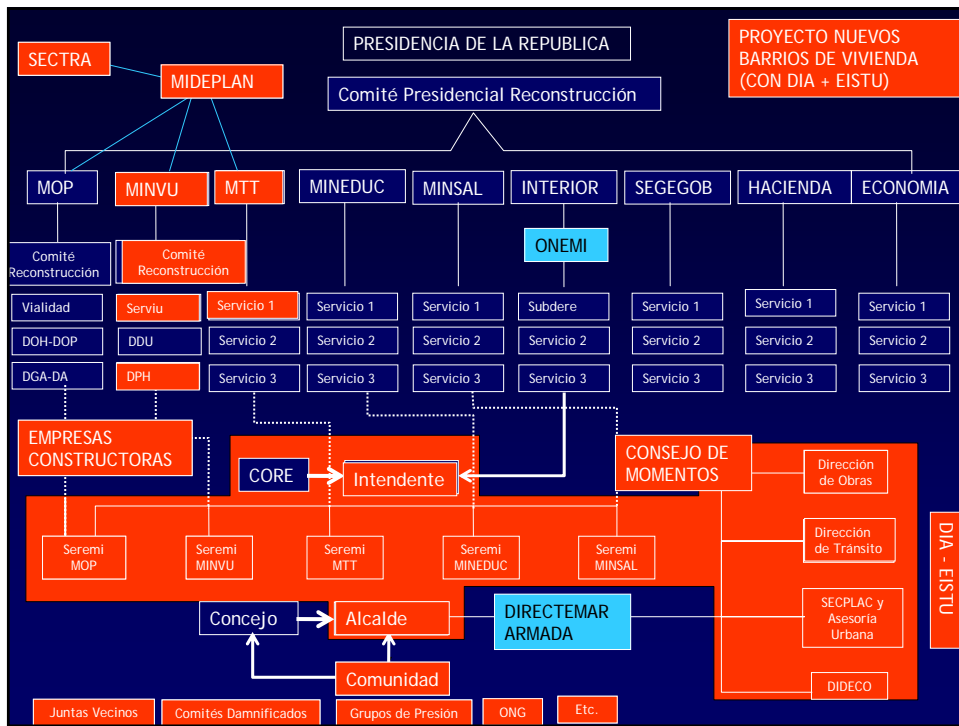 SECTRA
MIDEPLAN
PRESIDENCIA DE LA REPUBLICA
Comité Presidencial Reconstrucción
PROYECTO NUEVOS
BARRIOS DE VIVIENDA
(CON DIA + EISTU)
MOP
MINVU
MTT
MINEDUC
MINSAL
INTERIOR
SEGEGOB
HACIENDA
ECONOMIA
ONEMI
Comité
Reconstrucción
Comité
Reconstrucción
Vialidad
Serviu
Servicio 1
Servicio 1
Servicio 1
Subdere
Servicio 1
Servicio 1
Servicio 1
DOH-DOP
DDU
Servicio 2
Servicio 2
Servicio 2
Servicio 2
Servicio 2
Servicio 2
Servicio 2
DGA-DA
DPH
Servicio 3
Servicio 3
Servicio 3
Servicio 3
Servicio 3
Servicio 3
Servicio 3
EMPRESAS
CONSTRUCTORAS
CORE
Intendente
CONSEJO DE
MOMENTOS
Dirección
de Obras
Seremi
MOP
Seremi
MINVU
Seremi
MTT
Seremi
MINEDUC
Seremi
MINSAL
Dirección
de Tránsito
DIA - EISTU
Concejo
Alcalde
DIRECTEMAR
ARMADA
SECPLAC y
Asesoría
Urbana
Comunidad
DIDECO
Juntas Vecinos
Comités Damnificados
Grupos de Presión
ONG
Etc.